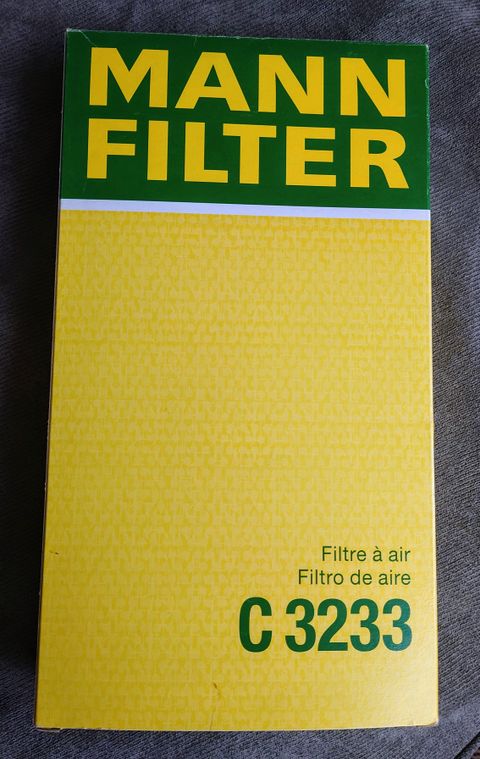 MANN
FILTER
Filtre à air
Filtro de aire
C 3233